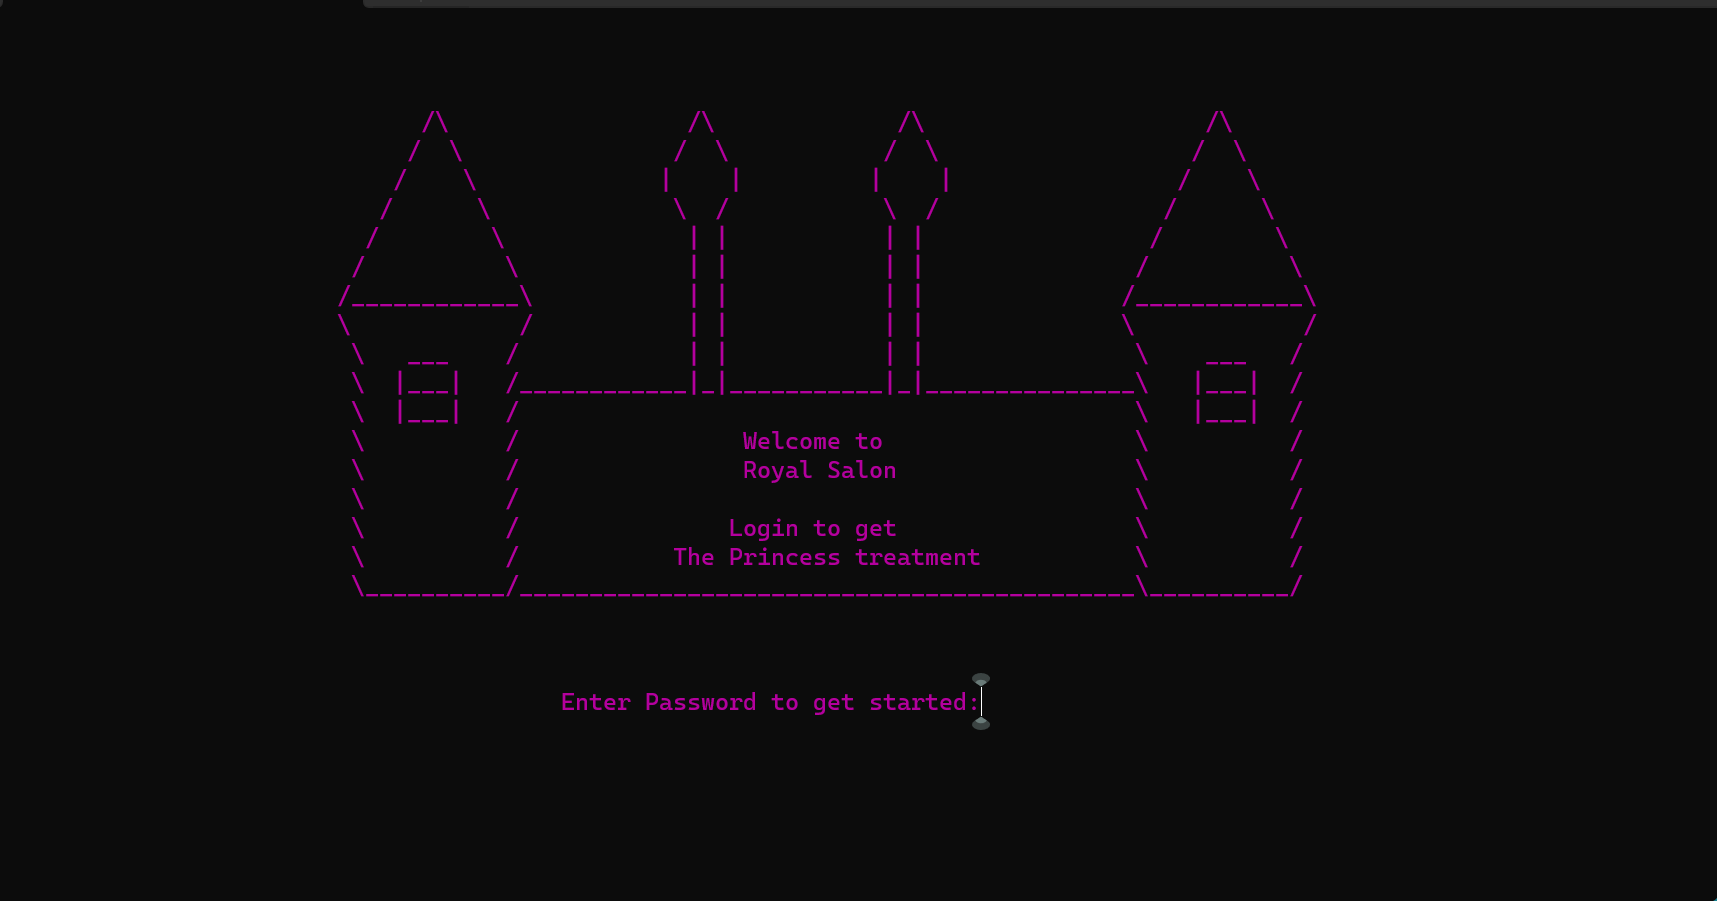 Welcome to
Royal Salon
Login to get
The Princess treatment
Enter Password to get started: